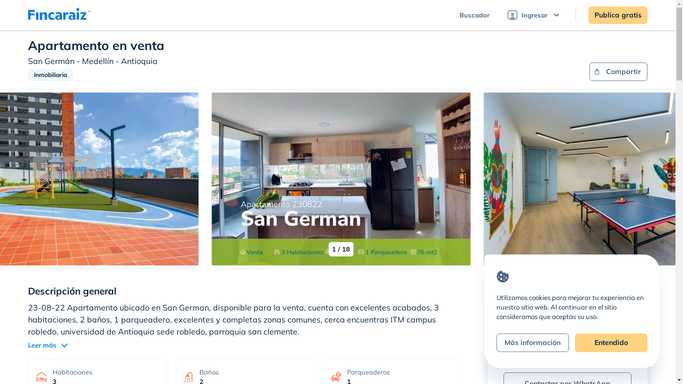 Fincaraiz
Buscador
Ingresar
Publica gratis
Apartamento en venta
San Germán - Medellín - Antioquia
Inmobiliaria
Compartir
Apartamento 230822
San German
Venta
3 Habitaciones
1 / 18
1 Parqueadero
76 mt2
Descripción general
23-08-22 Apartamento ubicado en San German, disponible para la venta, cuenta con excelentes acabados, 3
habitaciones, 2 baños, 1 parqueadero, excelentes y completas zonas comunes, cerca encuentras ITM campus
robledo, universidad de Antioquia sede robledo, parroquia san clemente.
Leer más
Habitaciones
3
Baños
2
Parqueaderos
1
Utilizamos cookies para mejorar tu experiencia en
nuestro sitio web. Al continuar en el sitio
consideramos que aceptas su uso.
Más información
Entendido
Contactar por WhatsApp